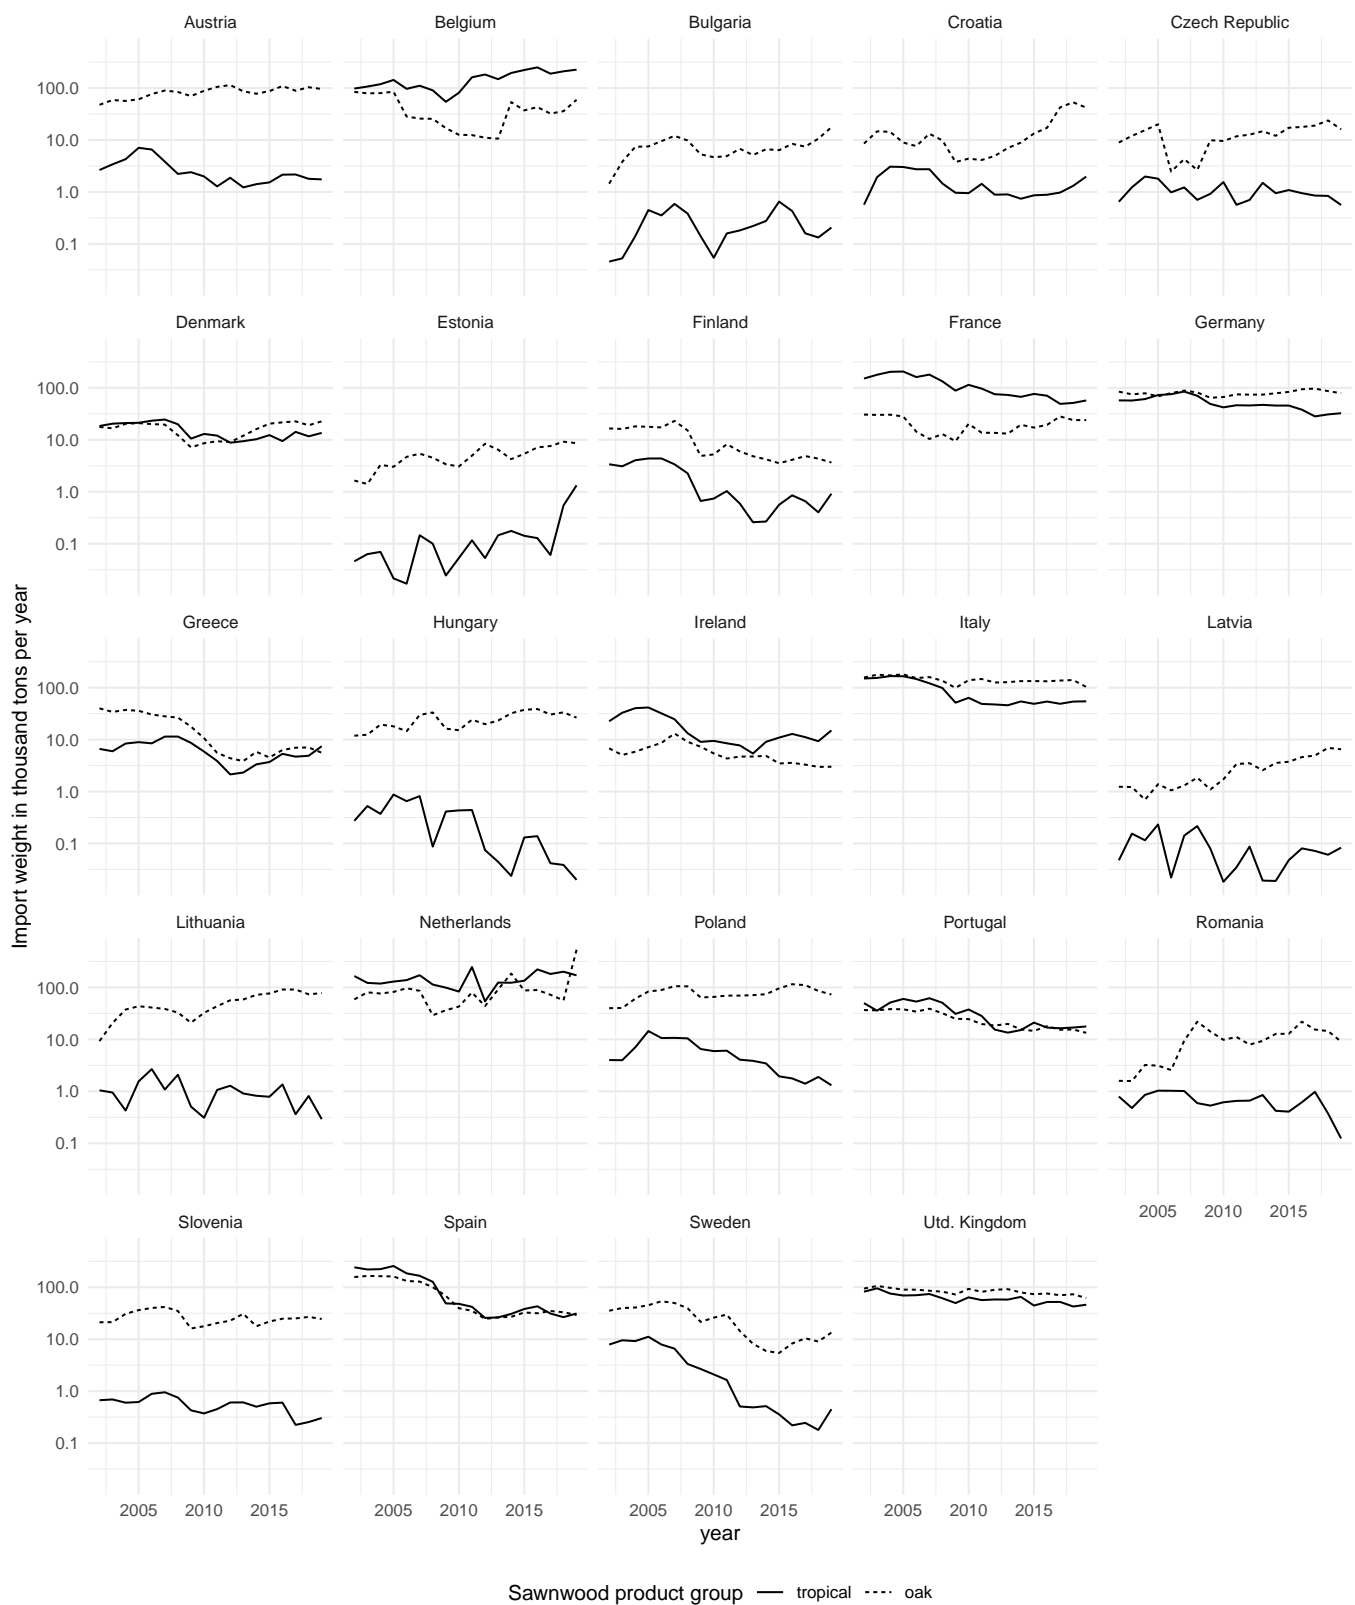 Austria Belgium Bulgaria Croatia Czech Republic
100.0
10.0
1.0
0.1
Denmark Estonia Finland France Germany
100.0
10.0
1.0
0.1
Import weight in thousand tons per year
Greece Hungary Ireland Italy Latvia
100.0
10.0
1.0
0.1
Lithuania Netherlands Poland Portugal Romania
100.0
10.0
1.0
0.1
2005 2010 2015
Slovenia Spain Sweden Utd. Kingdom
100.0
10.0
1.0
0.1
2005 2010 2015 2005 2010 2015 2005 2010 2015 2005 2010 2015
year
Sawnwood product group tropical oak